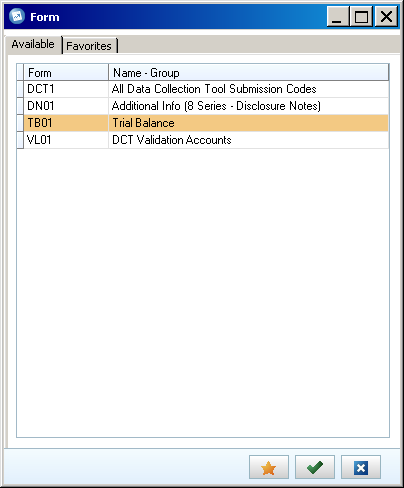 Form
Available Favorites
Form Name - Group
DCT1 All Data Collection Tool Submission Codes
DN01 Additional Info (8 Series - Disclosure Notes)
TB01 Trial Balance
VL01 DCT Validation Accounts